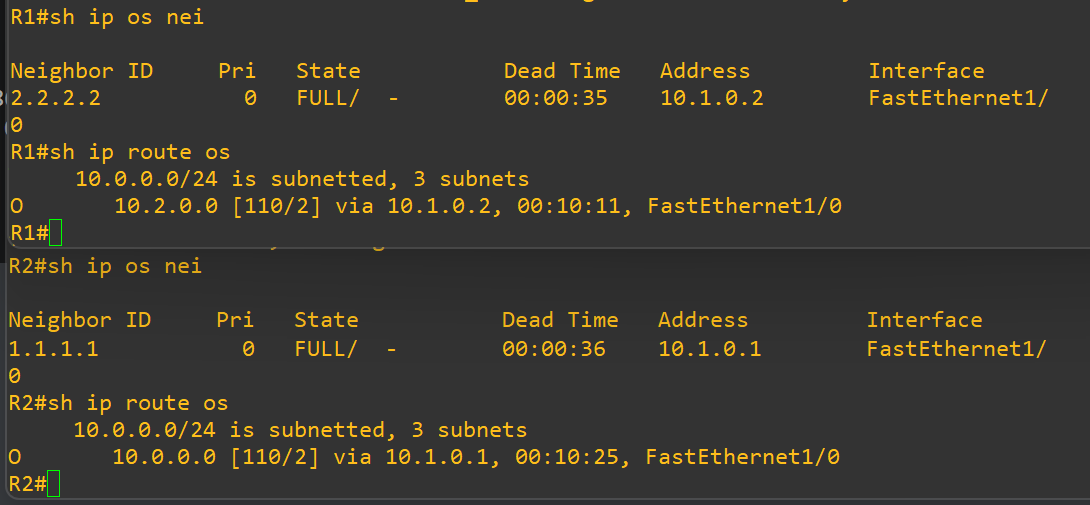 R1#sh ip os nei
Neighbor ID     Pri   State           Dead Time   Address         Interface
2.2.2.2           0   FULL/  -        00:00:35    10.1.0.2        FastEthernet1/
0
R1#sh ip route os
     10.0.0.0/24 is subnetted, 3 subnets
O       10.2.0.0 [110/2] via 10.1.0.2, 00:10:11, FastEthernet1/0
R1#
R2#sh ip os nei
Neighbor ID     Pri   State           Dead Time   Address         Interface
1.1.1.1           0   FULL/  -        00:00:36    10.1.0.1        FastEthernet1/
0
R2#sh ip route os
     10.0.0.0/24 is subnetted, 3 subnets
O       10.0.0.0 [110/2] via 10.1.0.1, 00:10:25, FastEthernet1/0
R2#